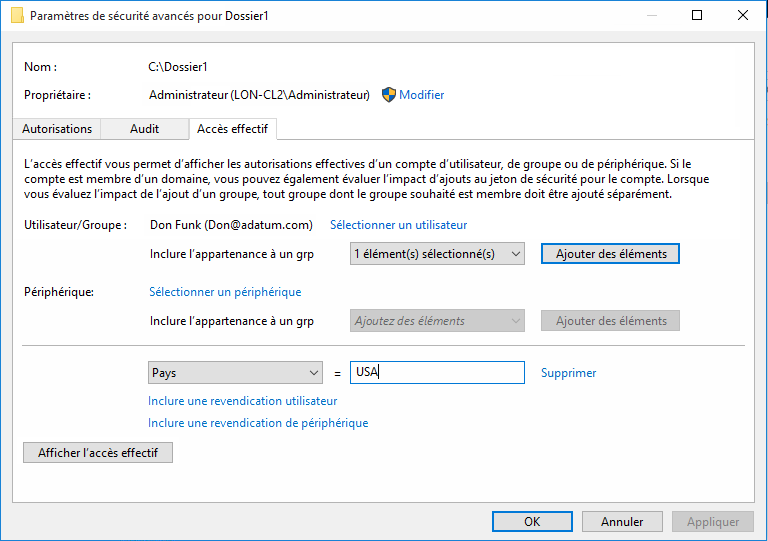 Paramètres de sécurité avancés pour Dossier1
Nom : C:\Dossier1
Propriétaire : Administrateur (LON-CL2\Administrateur) Modifier
Autorisations Audit Accès effectif
L’accès effectif vous permet d’afficher les autorisations effectives d’un compte d’utilisateur, de groupe ou de périphérique. Si le
compte est membre d’un domaine, vous pouvez également évaluer l’impact d’ajouts au jeton de sécurité pour le compte. Lorsque
vous évaluez l’impact de l’ajout d’un groupe, tout groupe dont le groupe souhaité est membre doit être ajouté séparément.
Utilisateur/Groupe : Don Funk (Don@adatum.com) Sélectionner un utilisateur
Inclure l’appartenance à un grp 1 élément(s) sélectionné(s) Ajouter des éléments
Périphérique: Sélectionner un périphérique
Inclure l’appartenance à un grp Ajoutez des éléments Ajouter des éléments
Pays = USA Supprimer
Inclure une revendication utilisateur
Inclure une revendication de périphérique
Afficher l’accès effectif
OK Annuler Appliquer